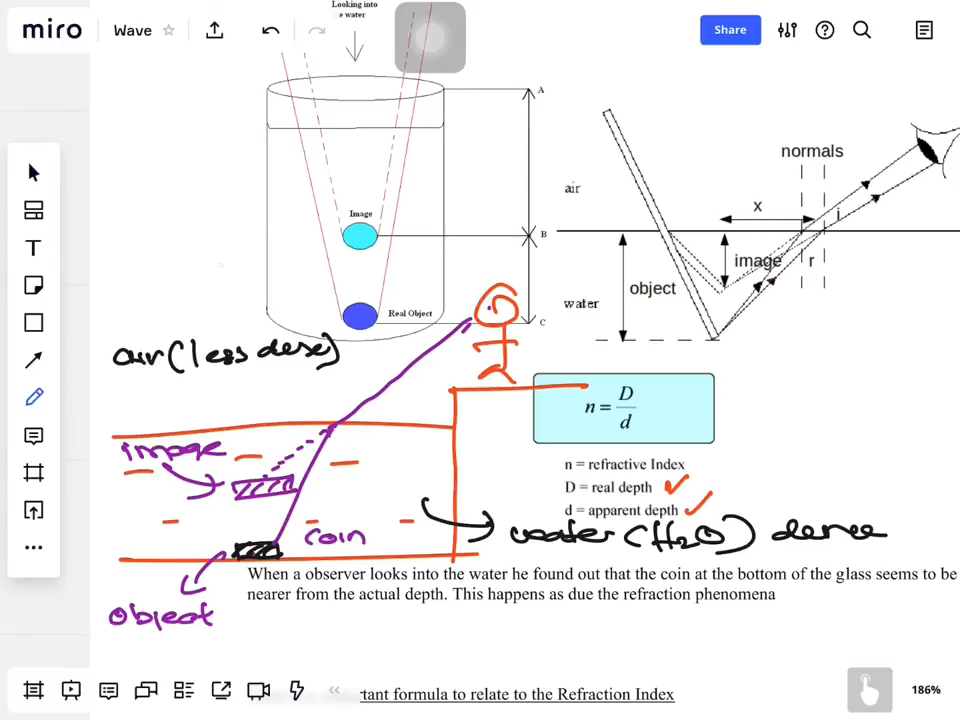 Looking into
e water
miro
Wave
Share
A
normals
air
x
i
Image
B
image
r
object
water
Real Object
C
air (less dese)
n = D/d
image
n = refractive Index
D = real depth
d = apparent depth
coin
water (H2O) dense
When a observer looks into the water he found out that the coin at the bottom of the glass seems to be
nearer from the actual depth. This happens as due the refraction phenomena
object
rtant formula to relate to the Refraction Index
186%